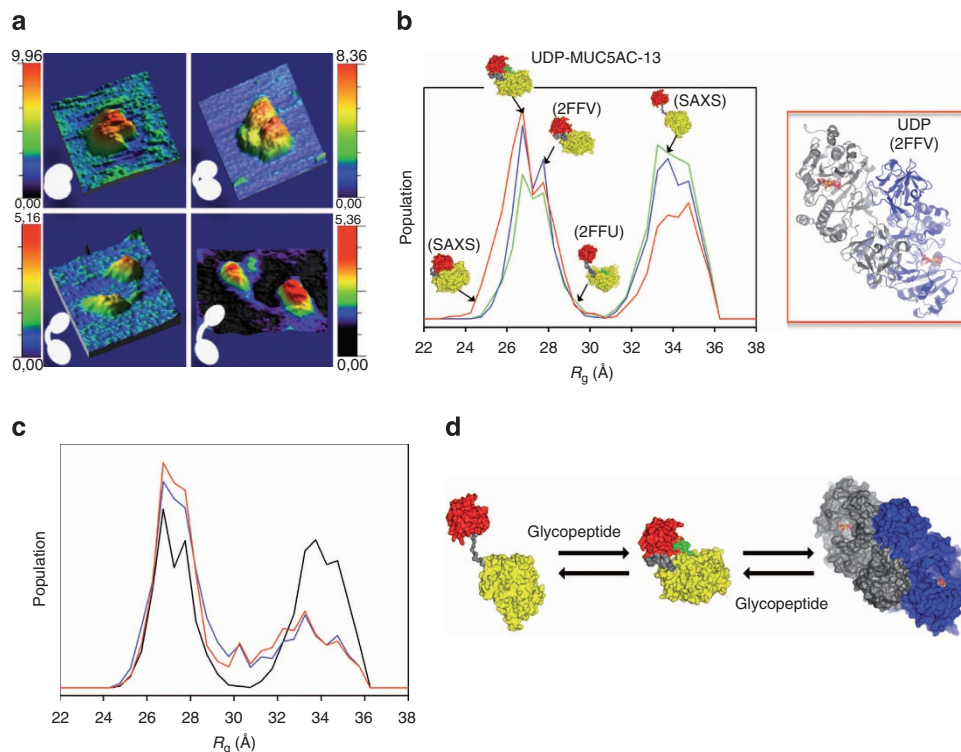 a
9,96
0,00
8,36
0,00
5,16
0,00
5,36
0,00
b
UDP-MUC5AC-13
(2FFV)
(SAXS)
(SAXS)
(2FFU)
Population
22 24 26 28 30 32 34 36 38
Rg (Å)
UDP
(2FFV)
c
Population
22 24 26 28 30 32 34 36 38
Rg (Å)
d
Glycopeptide
Glycopeptide